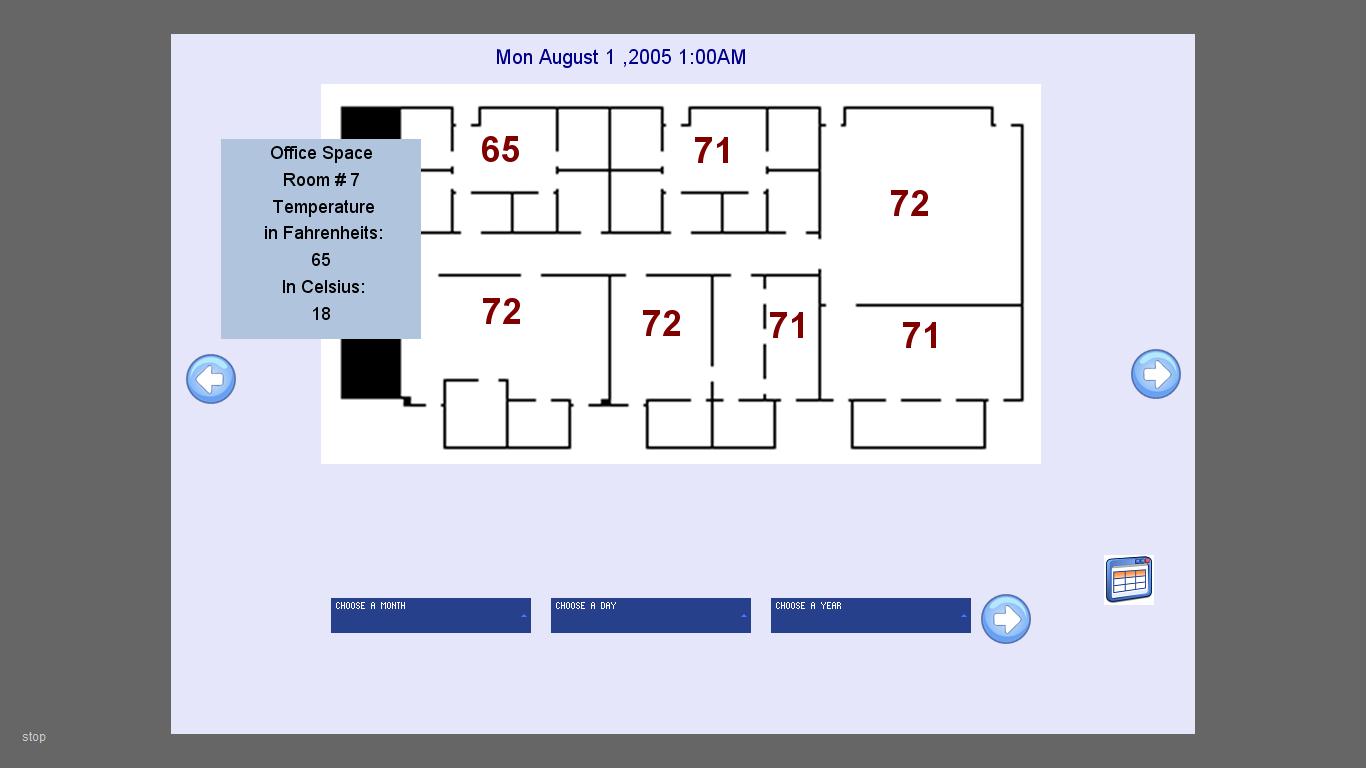 Mon August 1 ,2005 1:00AM
65
71
72
Office Space
Room # 7
Temperature
in Fahrenheits:
65
In Celsius:
18
72
72
71
71
CHOOSE A MONTH
CHOOSE A DAY
CHOOSE A YEAR
stop